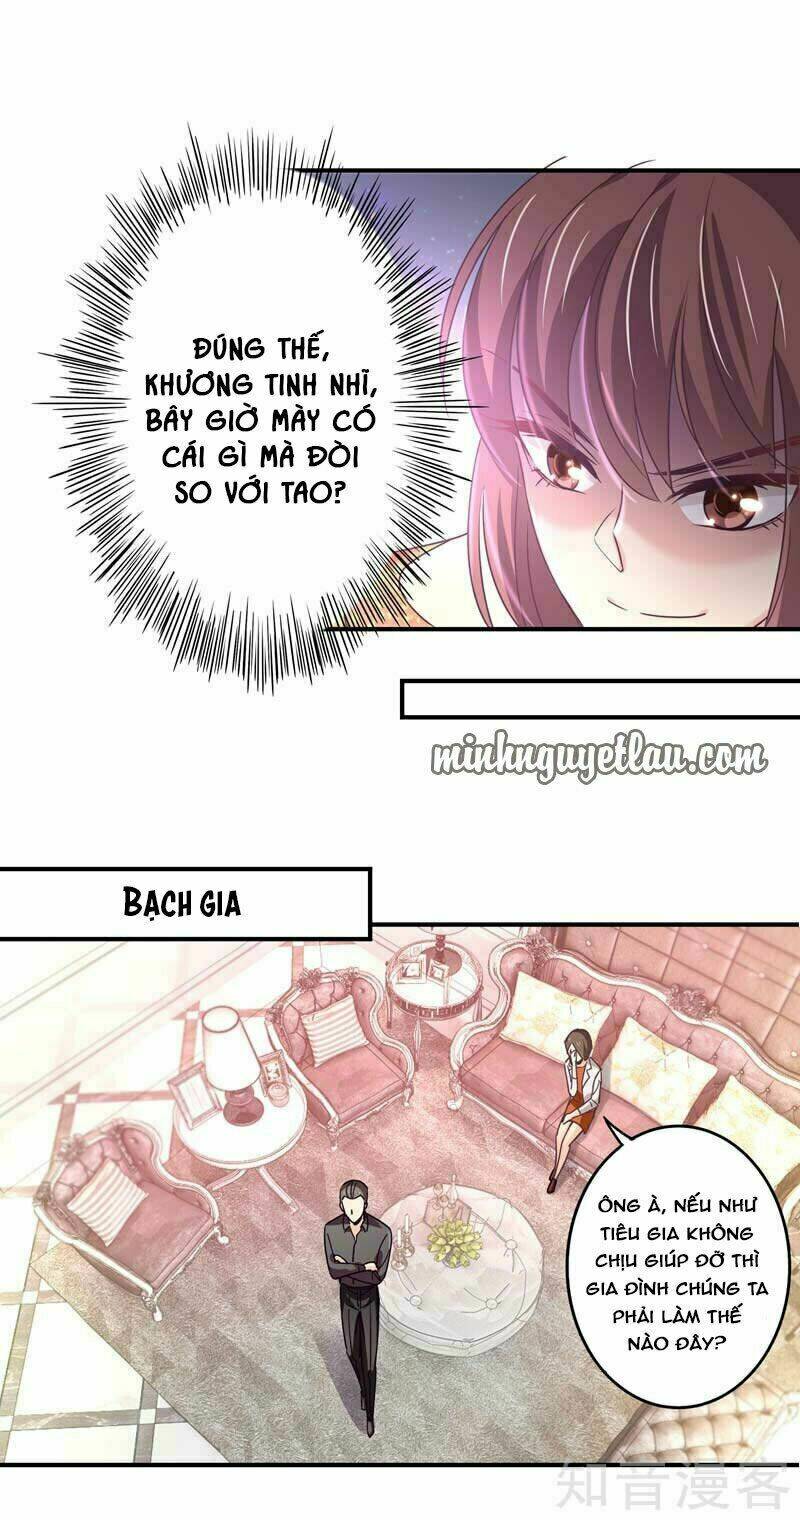 ĐÚNG THẾ,
KHƯƠNG TINH NHĨ,
BÂY GIỜ MÀY CÓ
CÁI GÌ MÀ ĐÒI
SO VỚI TAO?
minhnguyetlau.com
BẠCH GIA
ÔNG À, NẾU NHƯ
TIÊU GIA KHÔNG
CHỊU GIÚP ĐỠ THÌ
GIA ĐÌNH CHÚNG TA
PHẢI LÀM THẾ
NÀO ĐÂY?
知音漫客